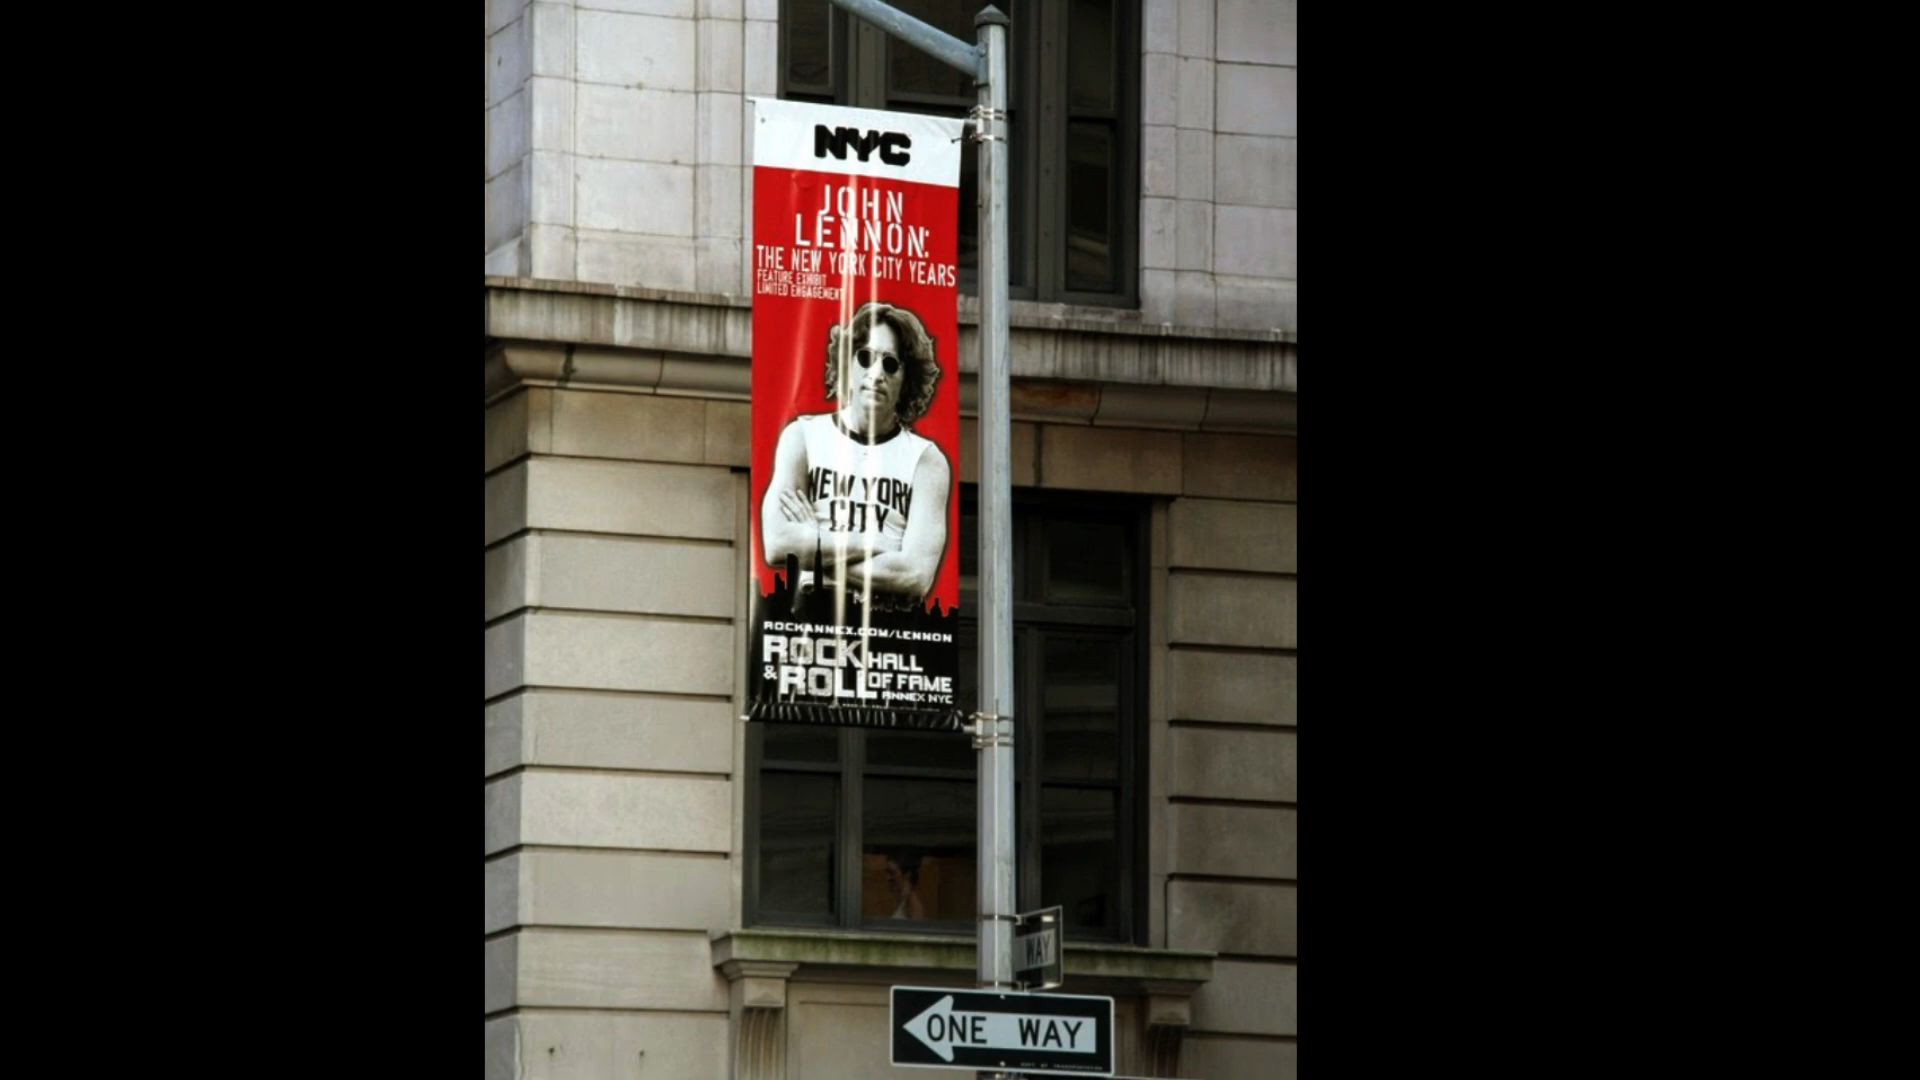 NYC
JOHN
LENNON:
THE NEW YORK CITY YEARS
FEATURE EXHIBIT
LIMITED ENGAGEMENT
NEW YORK
CITY
ROCKANNEX.COM/LENNON
ROCK HALL
& ROLL OF FAME
ANNEX NYC
WAY
ONE WAY